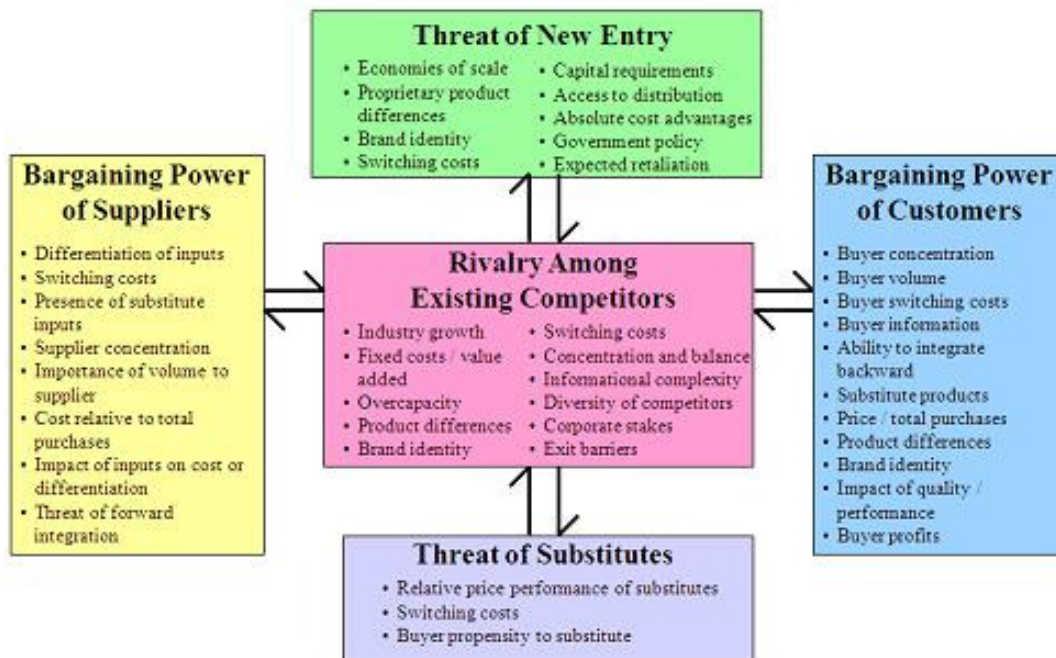 Threat of New Entry
• Economies of scale
• Proprietary product
differences
• Brand identity
• Switching costs
• Capital requirements
• Access to distribution
• Absolute cost advantages
• Government policy
• Expected retaliation
Bargaining Power
of Suppliers
• Differentiation of inputs
• Switching costs
• Presence of substitute
inputs
• Supplier concentration
• Importance of volume to
supplier
• Cost relative to total
purchases
• Impact of inputs on cost or
differentiation
• Threat of forward
integration
Rivalry Among
Existing Competitors
• Industry growth
• Fixed costs / value
added
• Overcapacity
• Product differences
• Brand identity
• Switching costs
• Concentration and balance
• Informational complexity
• Diversity of competitors
• Corporate stakes
• Exit barriers
Bargaining Power
of Customers
• Buyer concentration
• Buyer volume
• Buyer switching costs
• Buyer information
• Ability to integrate
backward
• Substitute products
• Price / total purchases
• Product differences
• Brand identity
• Impact of quality /
performance
• Buyer profits
Threat of Substitutes
• Relative price performance of substitutes
• Switching costs
• Buyer propensity to substitute